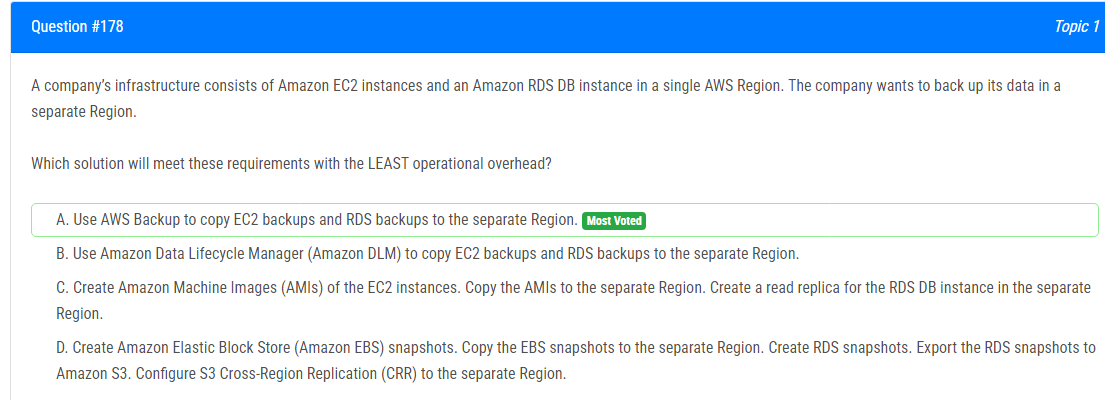 Question #178
Topic 1
A company's infrastructure consists of Amazon EC2 instances and an Amazon RDS DB instance in a single AWS Region. The company wants to back up its data in a
separate Region.
Which solution will meet these requirements with the LEAST operational overhead?
A. Use AWS Backup to copy EC2 backups and RDS backups to the separate Region. Most Voted
B. Use Amazon Data Lifecycle Manager (Amazon DLM) to copy EC2 backups and RDS backups to the separate Region.
C. Create Amazon Machine Images (AMIs) of the EC2 instances. Copy the AMIs to the separate Region. Create a read replica for the RDS DB instance in the separate
Region.
D. Create Amazon Elastic Block Store (Amazon EBS) snapshots. Copy the EBS snapshots to the separate Region. Create RDS snapshots. Export the RDS snapshots to
Amazon S3. Configure S3 Cross-Region Replication (CRR) to the separate Region.